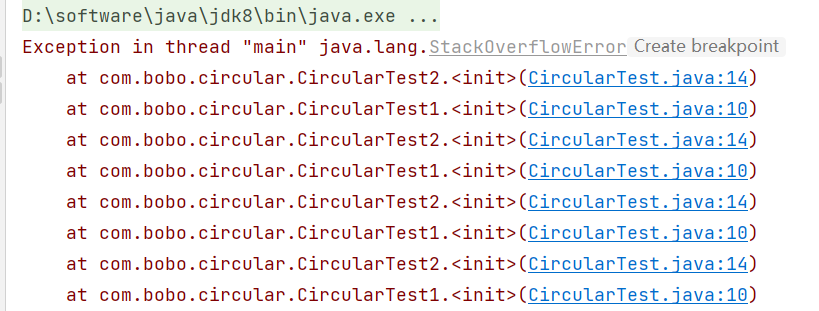 D:\software\java\jdk8\bin\java.exe ...
Exception in thread "main" java.lang.StackOverflowError Create breakpoint
at com.bobo.circular.CircularTest2.<init>(CircularTest.java:14)
at com.bobo.circular.CircularTest1.<init>(CircularTest.java:10)
at com.bobo.circular.CircularTest2.<init>(CircularTest.java:14)
at com.bobo.circular.CircularTest1.<init>(CircularTest.java:10)
at com.bobo.circular.CircularTest2.<init>(CircularTest.java:14)
at com.bobo.circular.CircularTest1.<init>(CircularTest.java:10)
at com.bobo.circular.CircularTest2.<init>(CircularTest.java:14)
at com.bobo.circular.CircularTest1.<init>(CircularTest.java:10)